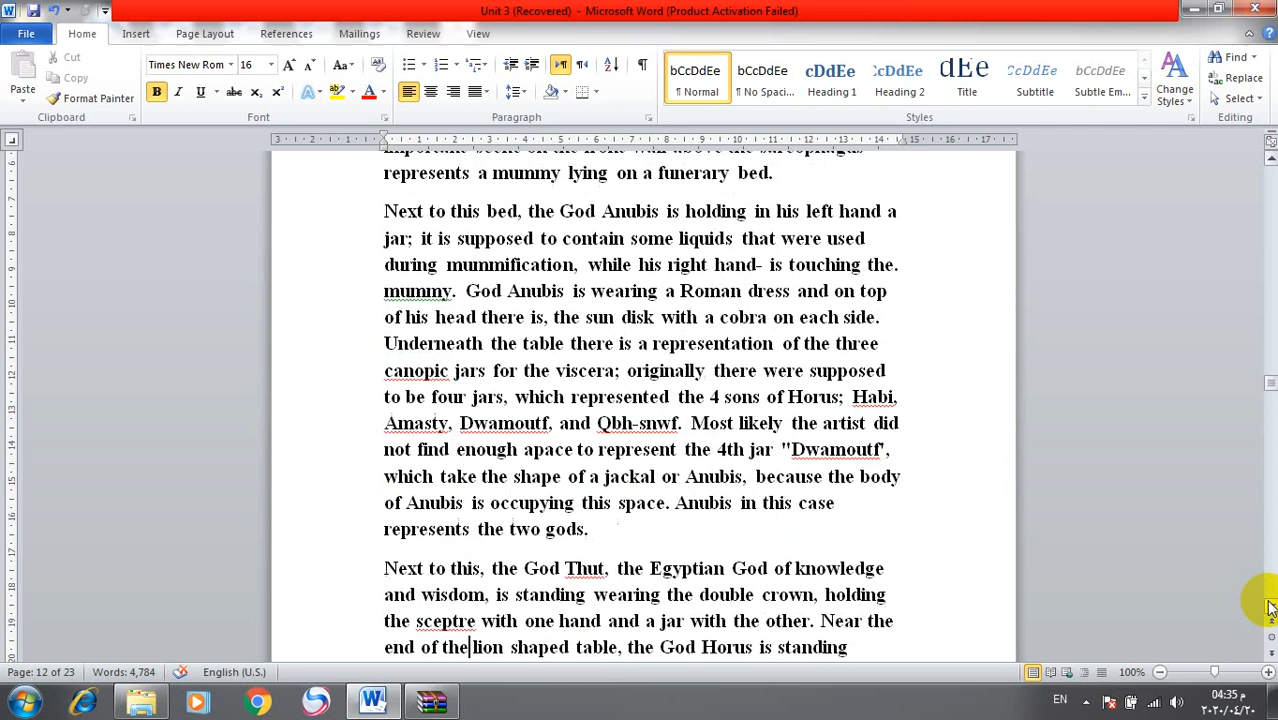 Unit 3 (Recovered) - Microsoft Word (Product Activation Failed)
File Home Insert Page Layout References Mailings Review View
Cut
Copy
Format Painter
Paste
Clipboard
Times New Rom 16
Font
Paragraph
bCcDdEe bCcDdEe cDdEe CcDdEe dEe CcDdEe bCcDdEe
¶ Normal ¶ No Spaci... Heading 1 Heading 2 Title Subtitle Subtle Em...
Change Styles
Styles
Find
Replace
Select
Editing
represents a mummy lying on a funerary bed.
Next to this bed, the God Anubis is holding in his left hand a
jar; it is supposed to contain some liquids that were used
during mummification, while his right hand- is touching the.
mummy. God Anubis is wearing a Roman dress and on top
of his head there is, the sun disk with a cobra on each side.
Underneath the table there is a representation of the three
canopic jars for the viscera; originally there were supposed
to be four jars, which represented the 4 sons of Horus; Habi,
Amasty, Dwamoutf, and Qbh-snwf. Most likely the artist did
not find enough apace to represent the 4th jar "Dwamoutf',
which take the shape of a jackal or Anubis, because the body
of Anubis is occupying this space. Anubis in this case
represents the two gods.
Next to this, the God Thut, the Egyptian God of knowledge
and wisdom, is standing wearing the double crown, holding
the sceptre with one hand and a jar with the other. Near the
end of the lion shaped table, the God Horus is standing
Page: 12 of 23 Words: 4,784 English (U.S.) 100%
EN
04:35 م
٢٠٢٠/٠٤/٢٠